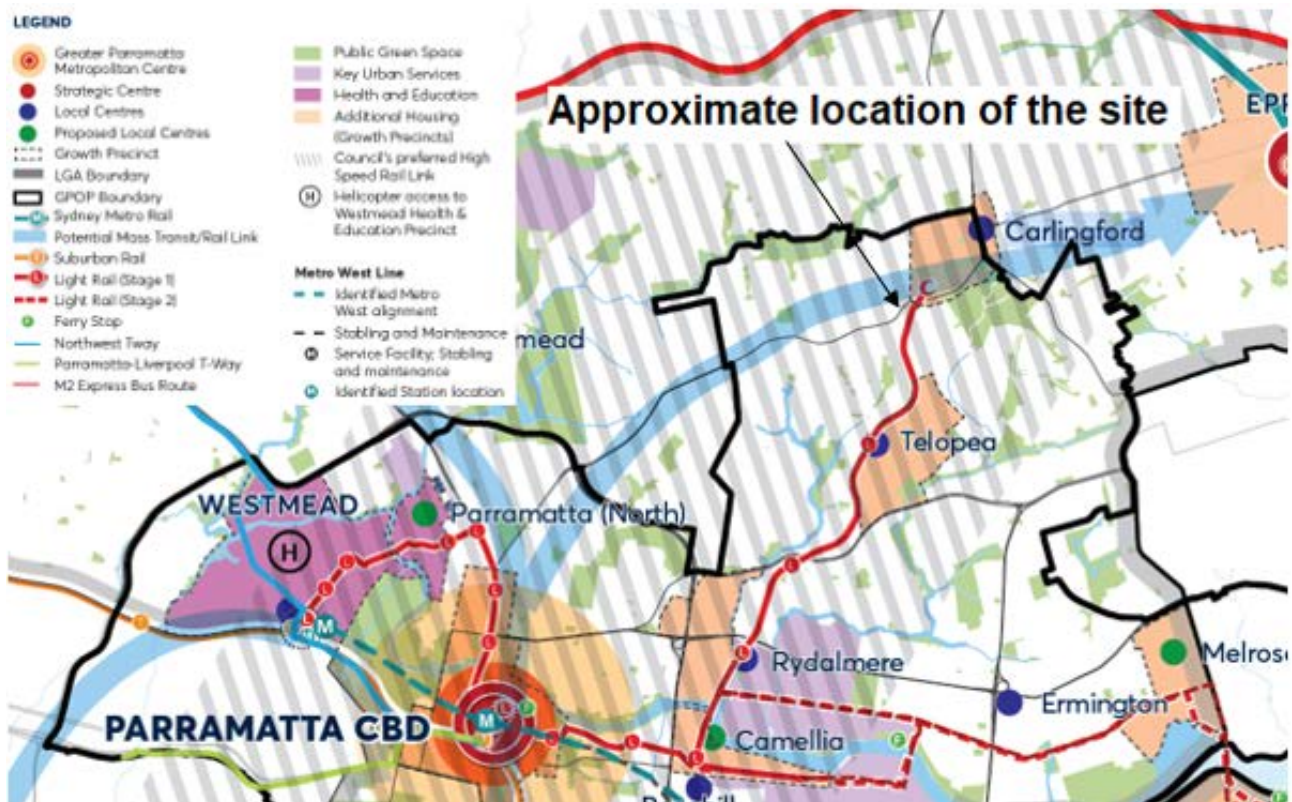 LEGEND
Greater Parramatta
Metropolitan Centre
Strategic Centre
Local Centres
Proposed Local Centres
Growth Precinct
LGA Boundary
GPOP Boundary
Sydney Metro Rail
Potential Mass Transit/Rail Link
Suburban Rail
Light Rail (Stage 1)
Light Rail (Stage 2)
Ferry Stop
Northwest Tway
Parramatta-Liverpool T-Way
M2 Express Bus Route
Public Green Space
Key Urban Services
Health and Education
Additional Housing
(Growth Precincts)
Council's preferred High
Speed Rail Link
H
Helicopter access to
Westmead Health &
Education Precinct
Metro West Line
Identified Metro
West alignment
Stabling and Maintenance
Service Facility; Stabling
and maintenance
Identified Station location
Approximate location of the site
EPP
Carlingford
mead
Telopea
WESTMEAD
H
Parramatta (North)
M
Rydalmere
Melrose
Ermington
PARRAMATTA CBD
M
Camellia